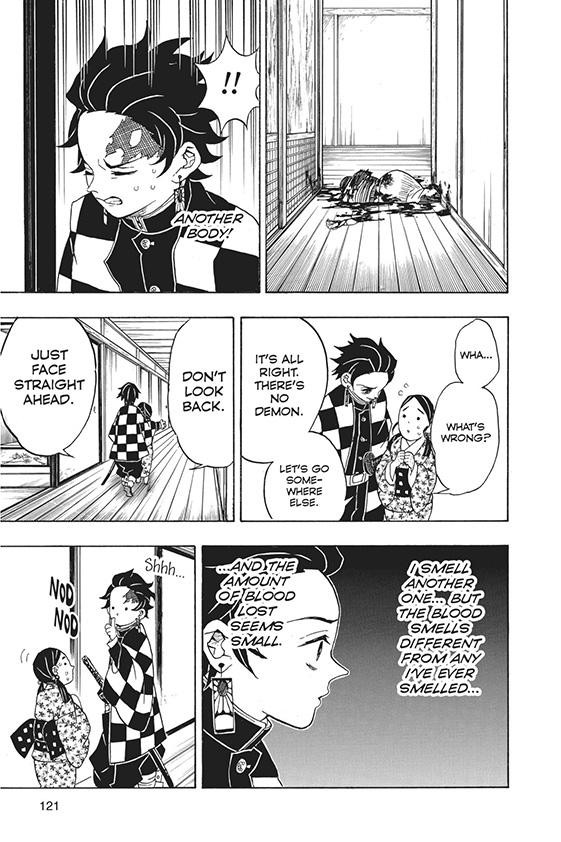 !!
ANOTHER
BODY!
WHA...
WHAT'S
WRONG?
IT'S ALL
RIGHT.
THERE'S
NO
DEMON.
LET'S GO
SOME-
WHERE
ELSE.
DON'T
LOOK
BACK.
JUST
FACE
STRAIGHT
AHEAD.
I SMELL
ANOTHER
ONE... BUT
THE BLOOD
SMELLS
DIFFERENT
FROM ANY
I'VE EVER
SMELLED...
...AND THE
AMOUNT
OF BLOOD
LOST
SEEMS
SMALL.
Shhh...
NOD
NOD
121